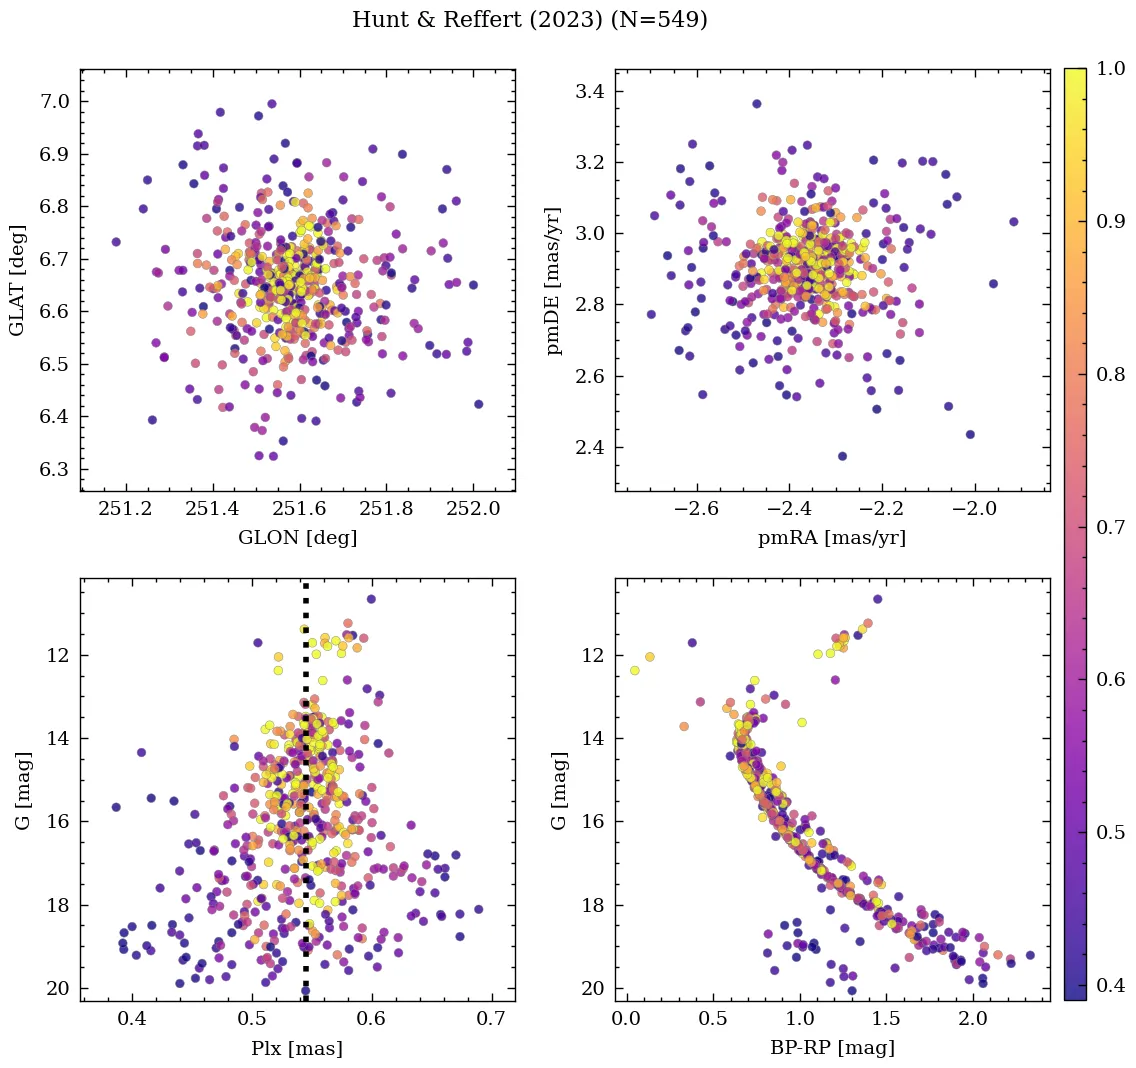 Hunt & Reffert (2023) (N=549)
7.0
6.9
6.8
6.7
6.6
6.5
6.4
6.3
GLAT [deg]
251.2 251.4 251.6 251.8 252.0
GLON [deg]
3.4
3.2
3.0
2.8
2.6
2.4
pmDE [mas/yr]
−2.6 −2.4 −2.2 −2.0
pmRA [mas/yr]
12
14
16
18
20
G [mag]
0.4 0.5 0.6 0.7
Plx [mas]
12
14
16
18
20
G [mag]
0.0 0.5 1.0 1.5 2.0
BP-RP [mag]
1.0
0.9
0.8
0.7
0.6
0.5
0.4